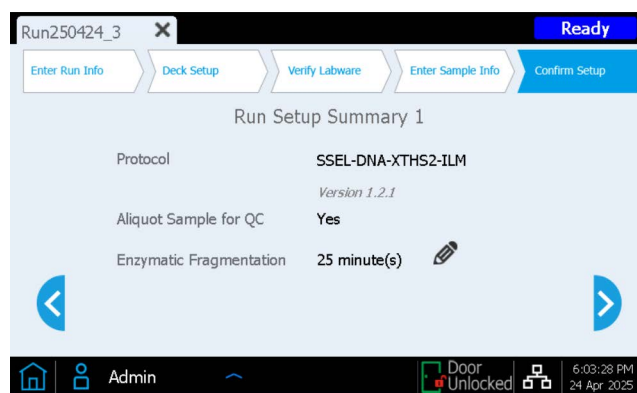 Run250424_3
Ready
Enter Run Info
Deck Setup
Verify Labware
Enter Sample Info
Confirm Setup
Run Setup Summary 1
Protocol SSEL-DNA-XTHS2-ILM
Version 1.2.1
Aliquot Sample for QC Yes
Enzymatic Fragmentation 25 minute(s)
Admin
Door
Unlocked
6:03:28 PM
24 Apr 2025